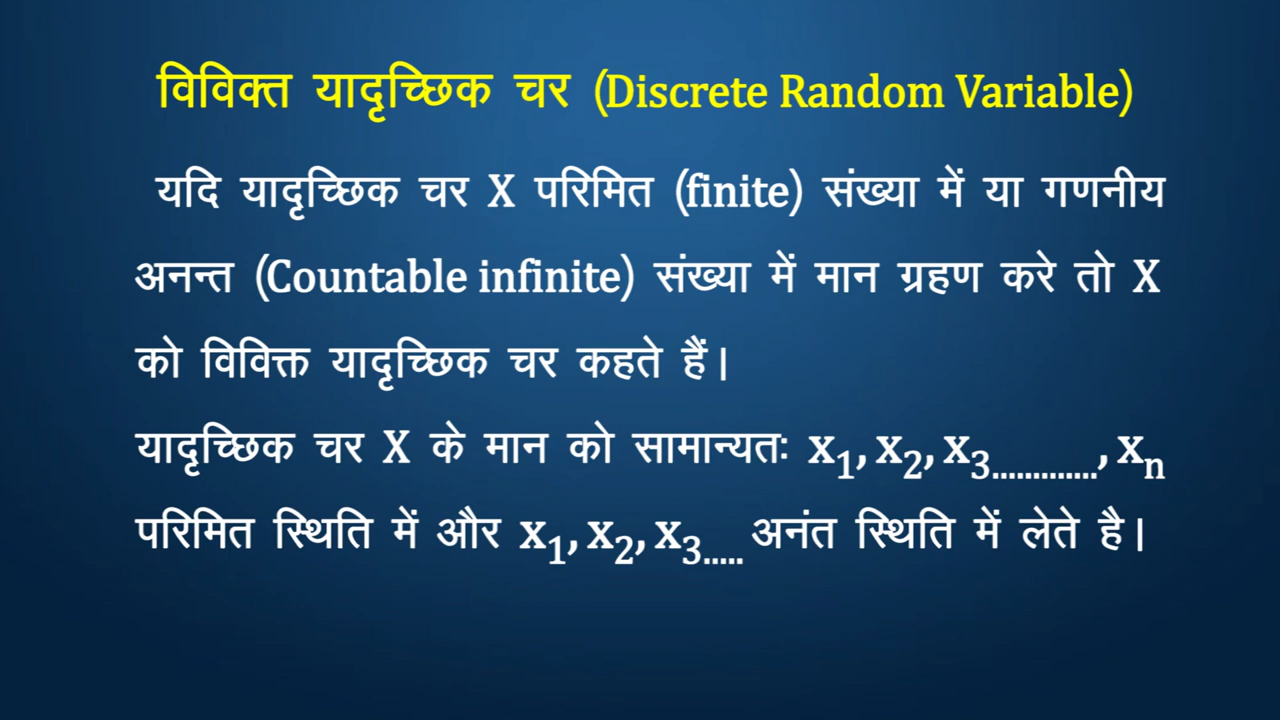 विविक्त यादृच्छिक चर (Discrete Random Variable)
यदि यादृच्छिक चर X परिमित (finite) संख्या में या गणनीय
अनन्त (Countable infinite) संख्या में मान ग्रहण करे तो X
को विविक्त यादृच्छिक चर कहते हैं।
यादृच्छिक चर X के मान को सामान्यतः x₁, x₂, x₃............., xₙ
परिमित स्थिति में और x₁, x₂, x₃..... अनंत स्थिति में लेते है।